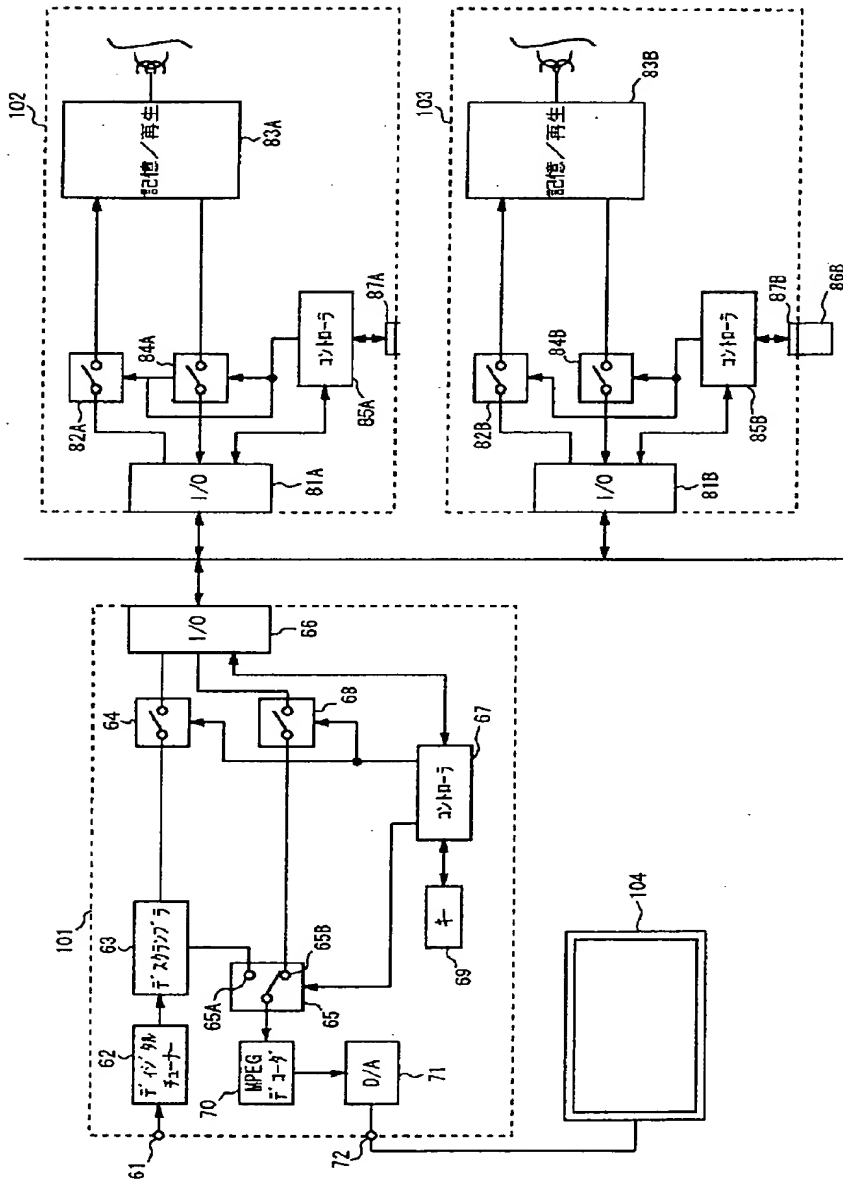 101
61
62
ディジタル
チューナー
63
デスクランブラ
64
I/O
66
65A
65B
65
68
70
MPEG
デコーダ
D/A
71
72
キー
69
コントローラ
67
104
102
I/O
81A
82A
84A
記憶/再生
83A
コントローラ
85A
87A
103
I/O
81B
82B
84B
記憶/再生
83B
コントローラ
85B
87B
86B